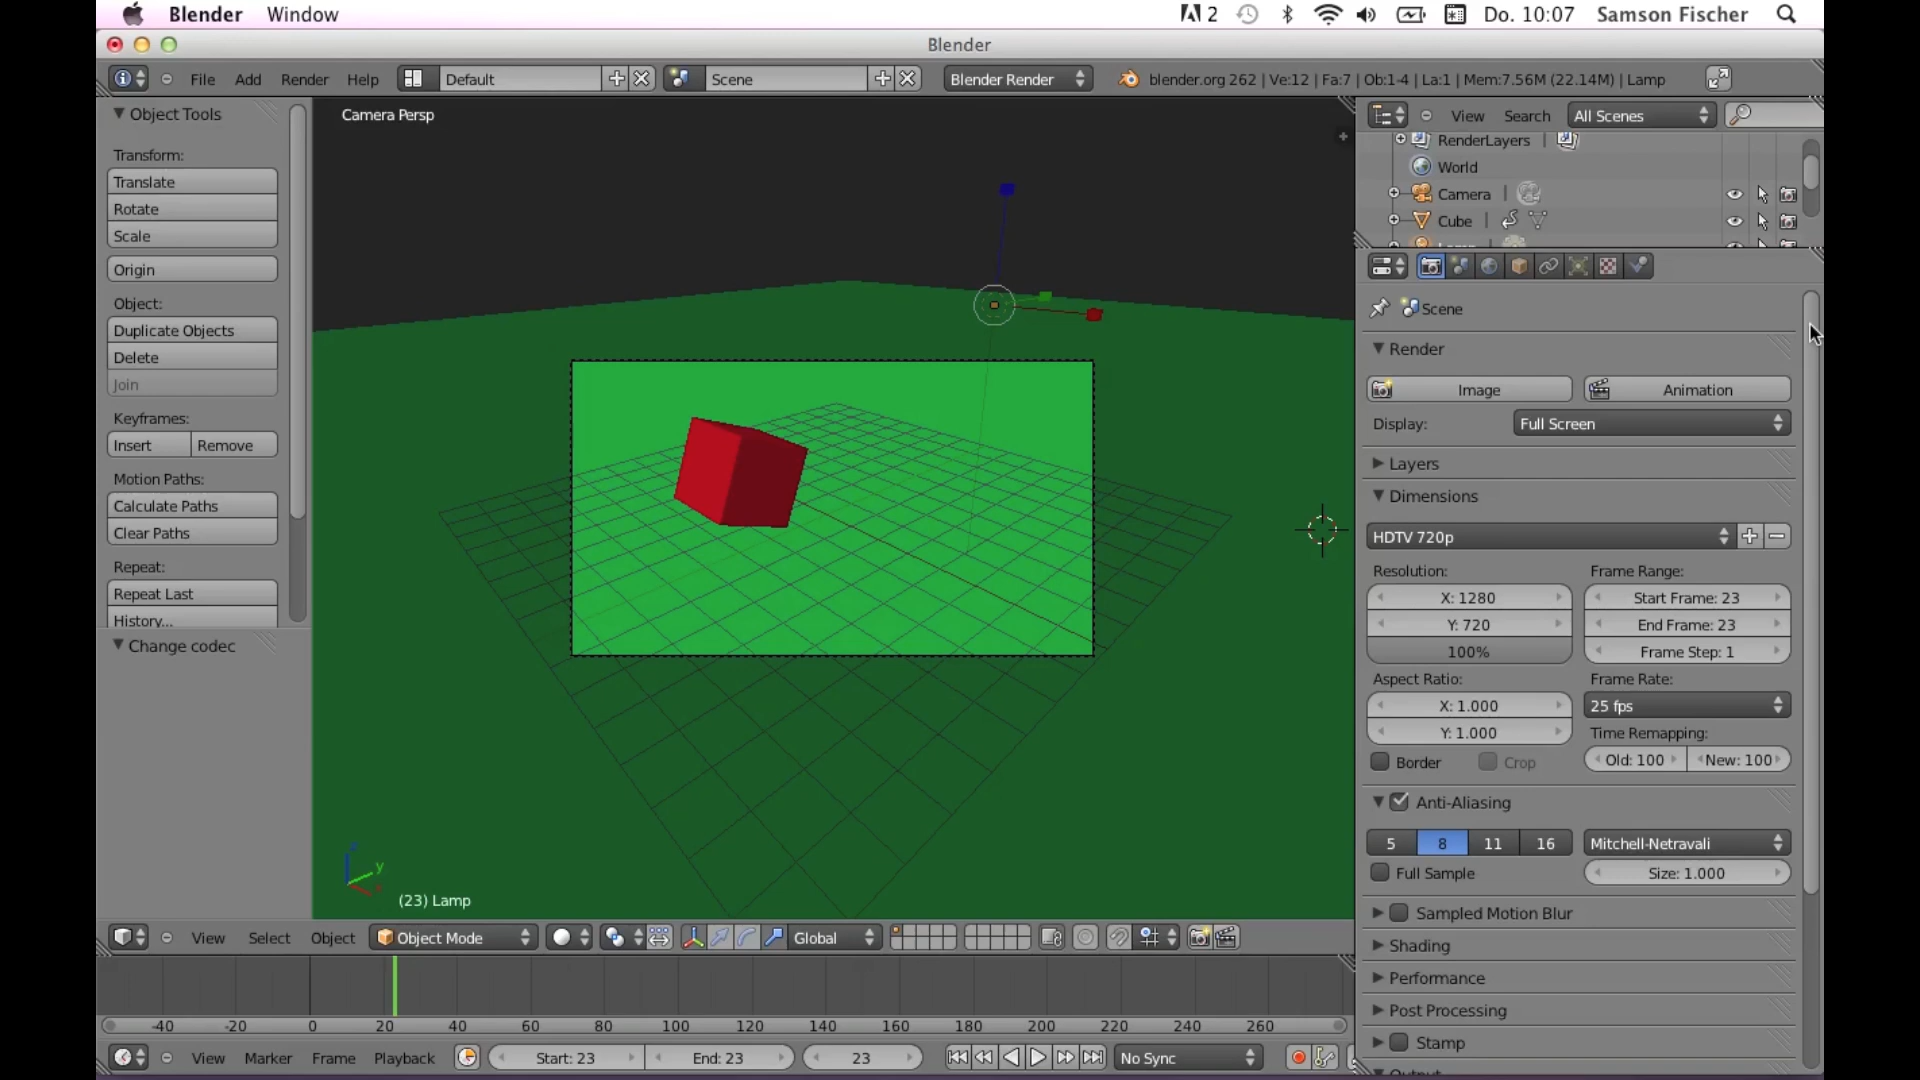 Blender Window 2 Do. 10:07 Samson Fischer
Blender
File Add Render Help Default Scene Blender Render blender.org 262 | Ve:12 | Fa:7 | Ob:1-4 | La:1 | Mem:7.56M (22.14M) | Lamp
Object Tools
Transform:
Translate
Rotate
Scale
Origin
Object:
Duplicate Objects
Delete
Join
Keyframes:
Insert Remove
Motion Paths:
Calculate Paths
Clear Paths
Repeat:
Repeat Last
History...
Change codec
Camera Persp
z
y
x
(23) Lamp
View Search All Scenes
RenderLayers |
World
Camera |
Cube |
Lamp |
Scene
Render
Image Animation
Display: Full Screen
Layers
Dimensions
HDTV 720p
Resolution: Frame Range:
X: 1280 Start Frame: 23
Y: 720 End Frame: 23
100% Frame Step: 1
Aspect Ratio: Frame Rate:
X: 1.000 25 fps
Y: 1.000 Time Remapping:
Border Crop Old: 100 New: 100
Anti-Aliasing
5 8 11 16 Mitchell-Netravali
Full Sample Size: 1.000
Sampled Motion Blur
Shading
Performance
Post Processing
Stamp
Output
View Select Object Object Mode Global
-40 -20 0 20 40 60 80 100 120 140 160 180 200 220 240 260
View Marker Frame Playback Start: 23 End: 23 23 No Sync